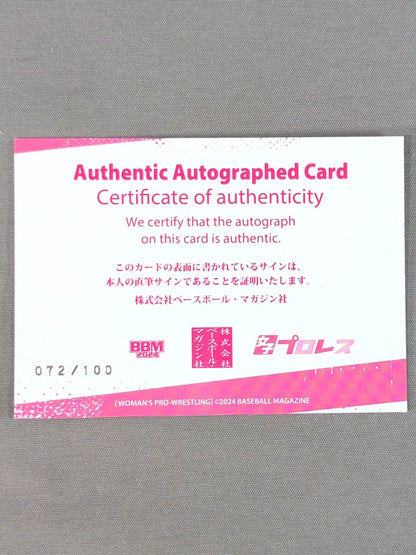 Authentic Autographed Card
Certificate of authenticity
We certify that the autograph
on this card is authentic.
このカードの表面に書かれているサインは、
本人の直筆サインであることを証明いたします。
株式会社ベースボール・マガジン社
072/100
BBM
2024
株式会社
ベースボール
マガジン社
女子プロレス
[WOMAN'S PRO-WRESTLING] ©2024 BASEBALL MAGAZINE